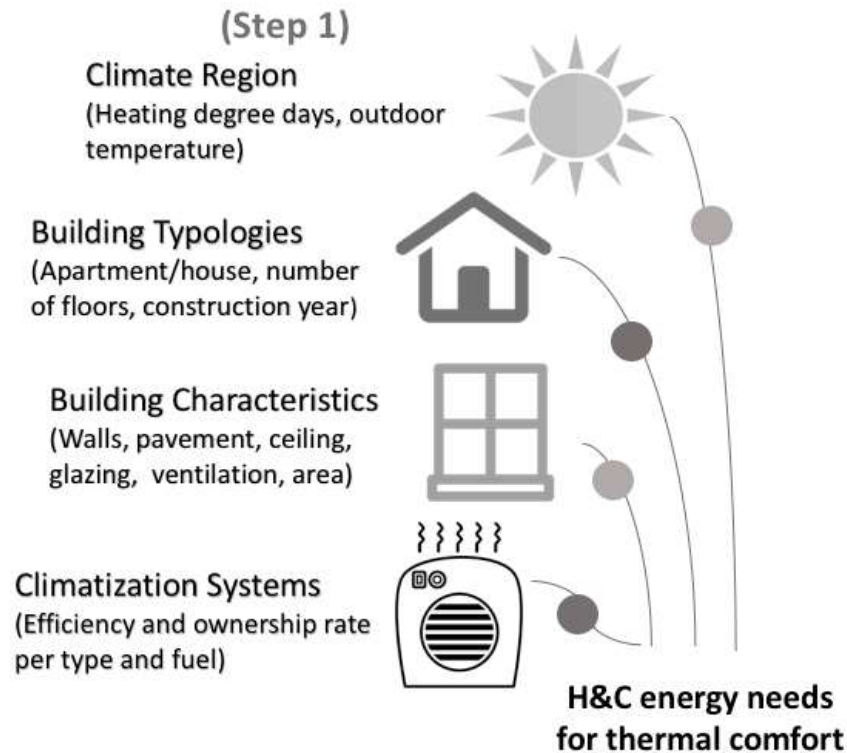 (Step 1)
Climate Region
(Heating degree days, outdoor
temperature)
Building Typologies
(Apartment/house, number
of floors, construction year)
Building Characteristics
(Walls, pavement, ceiling,
glazing, ventilation, area)
Climatization Systems
(Efficiency and ownership rate
per type and fuel)
H&C energy needs
for thermal comfort